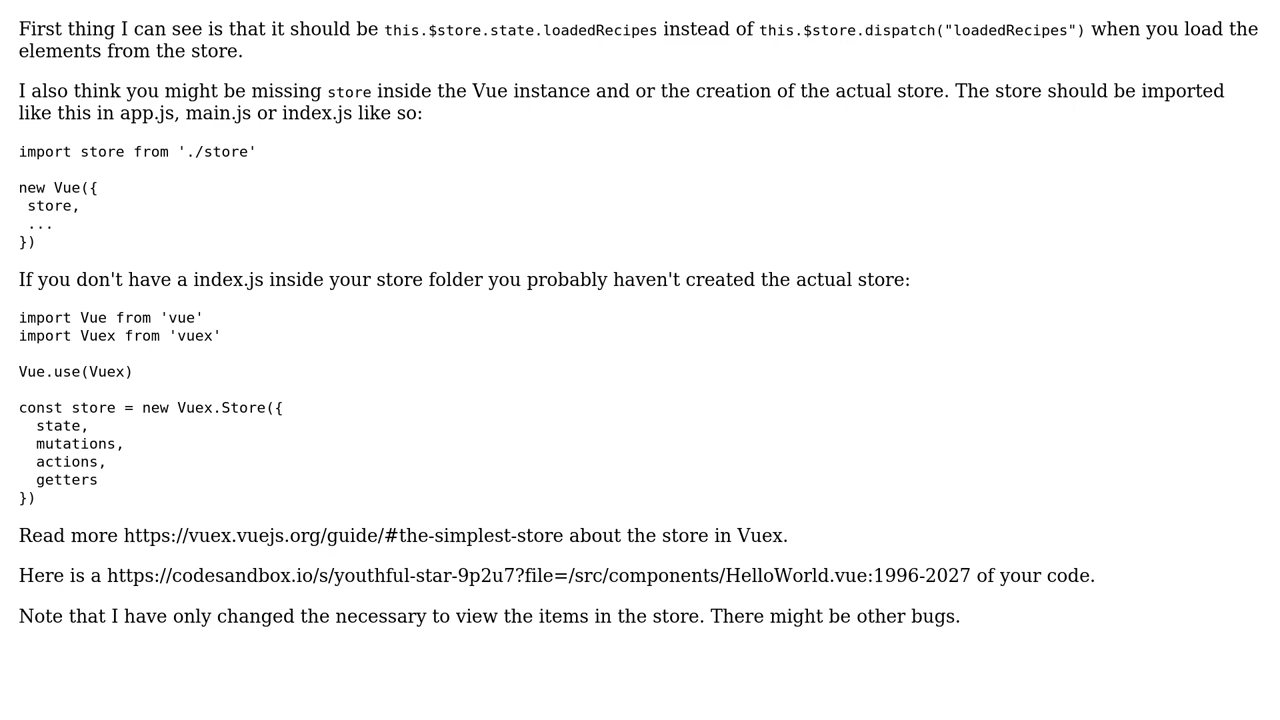 First thing I can see is that it should be this.$store.state.loadedRecipes instead of this.$store.dispatch("loadedRecipes") when you load the
elements from the store.
I also think you might be missing store inside the Vue instance and or the creation of the actual store. The store should be imported
like this in app.js, main.js or index.js like so:
import store from './store'
new Vue({
 store,
 ...
})
If you don't have a index.js inside your store folder you probably haven't created the actual store:
import Vue from 'vue'
import Vuex from 'vuex'
Vue.use(Vuex)
const store = new Vuex.Store({
  state,
  mutations,
  actions,
  getters
})
Read more https://vuex.vuejs.org/guide/#the-simplest-store about the store in Vuex.
Here is a https://codesandbox.io/s/youthful-star-9p2u7?file=/src/components/HelloWorld.vue:1996-2027 of your code.
Note that I have only changed the necessary to view the items in the store. There might be other bugs.